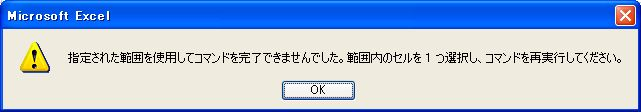 Microsoft Excel
指定された範囲を使用してコマンドを完了できませんでした。範囲内のセルを 1 つ選択し、コマンドを再実行してください。
OK